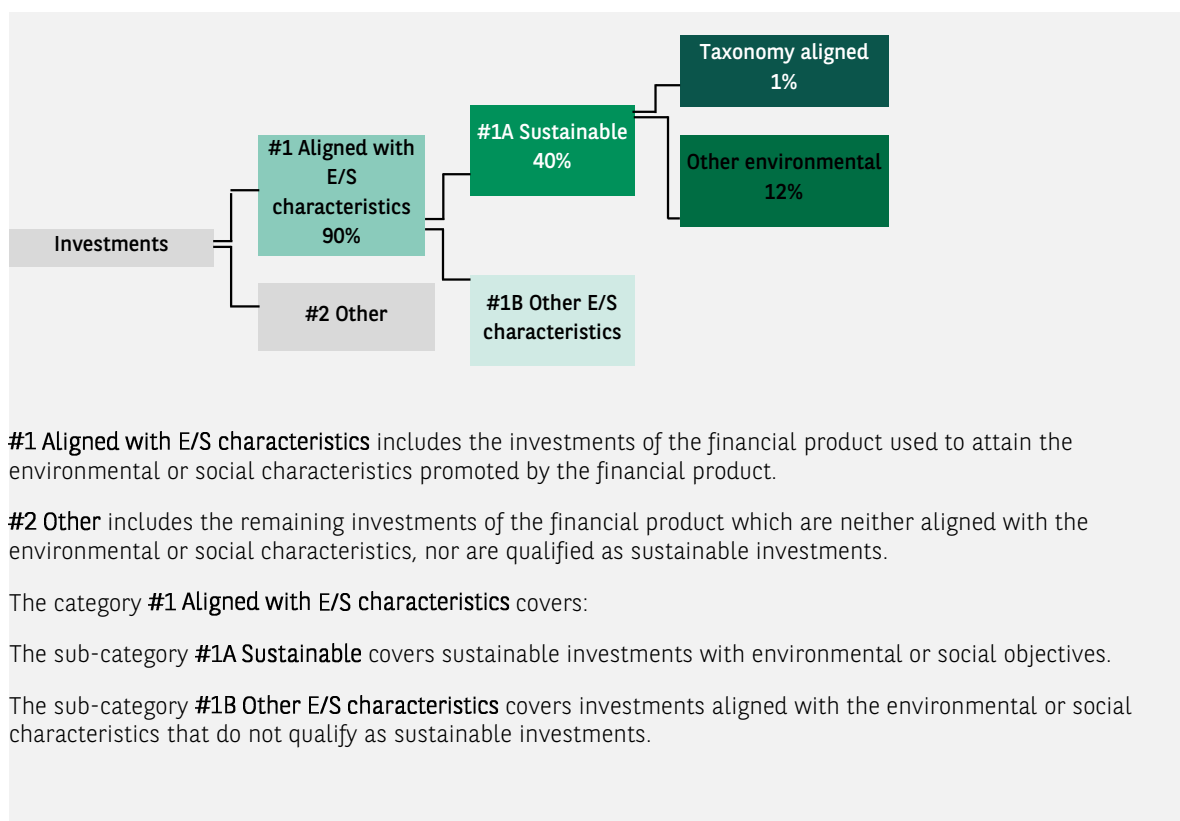 Taxonomy aligned
1%
#1A Sustainable
40%
Other environmental
12%
#1 Aligned with
E/S
characteristics
90%
Investments
#2 Other
#1B Other E/S
characteristics
#1 Aligned with E/S characteristics includes the investments of the financial product used to attain the
environmental or social characteristics promoted by the financial product.
#2 Other includes the remaining investments of the financial product which are neither aligned with the
environmental or social characteristics, nor are qualified as sustainable investments.
The category #1 Aligned with E/S characteristics covers:
The sub-category #1A Sustainable covers sustainable investments with environmental or social objectives.
The sub-category #1B Other E/S characteristics covers investments aligned with the environmental or social
characteristics that do not qualify as sustainable investments.